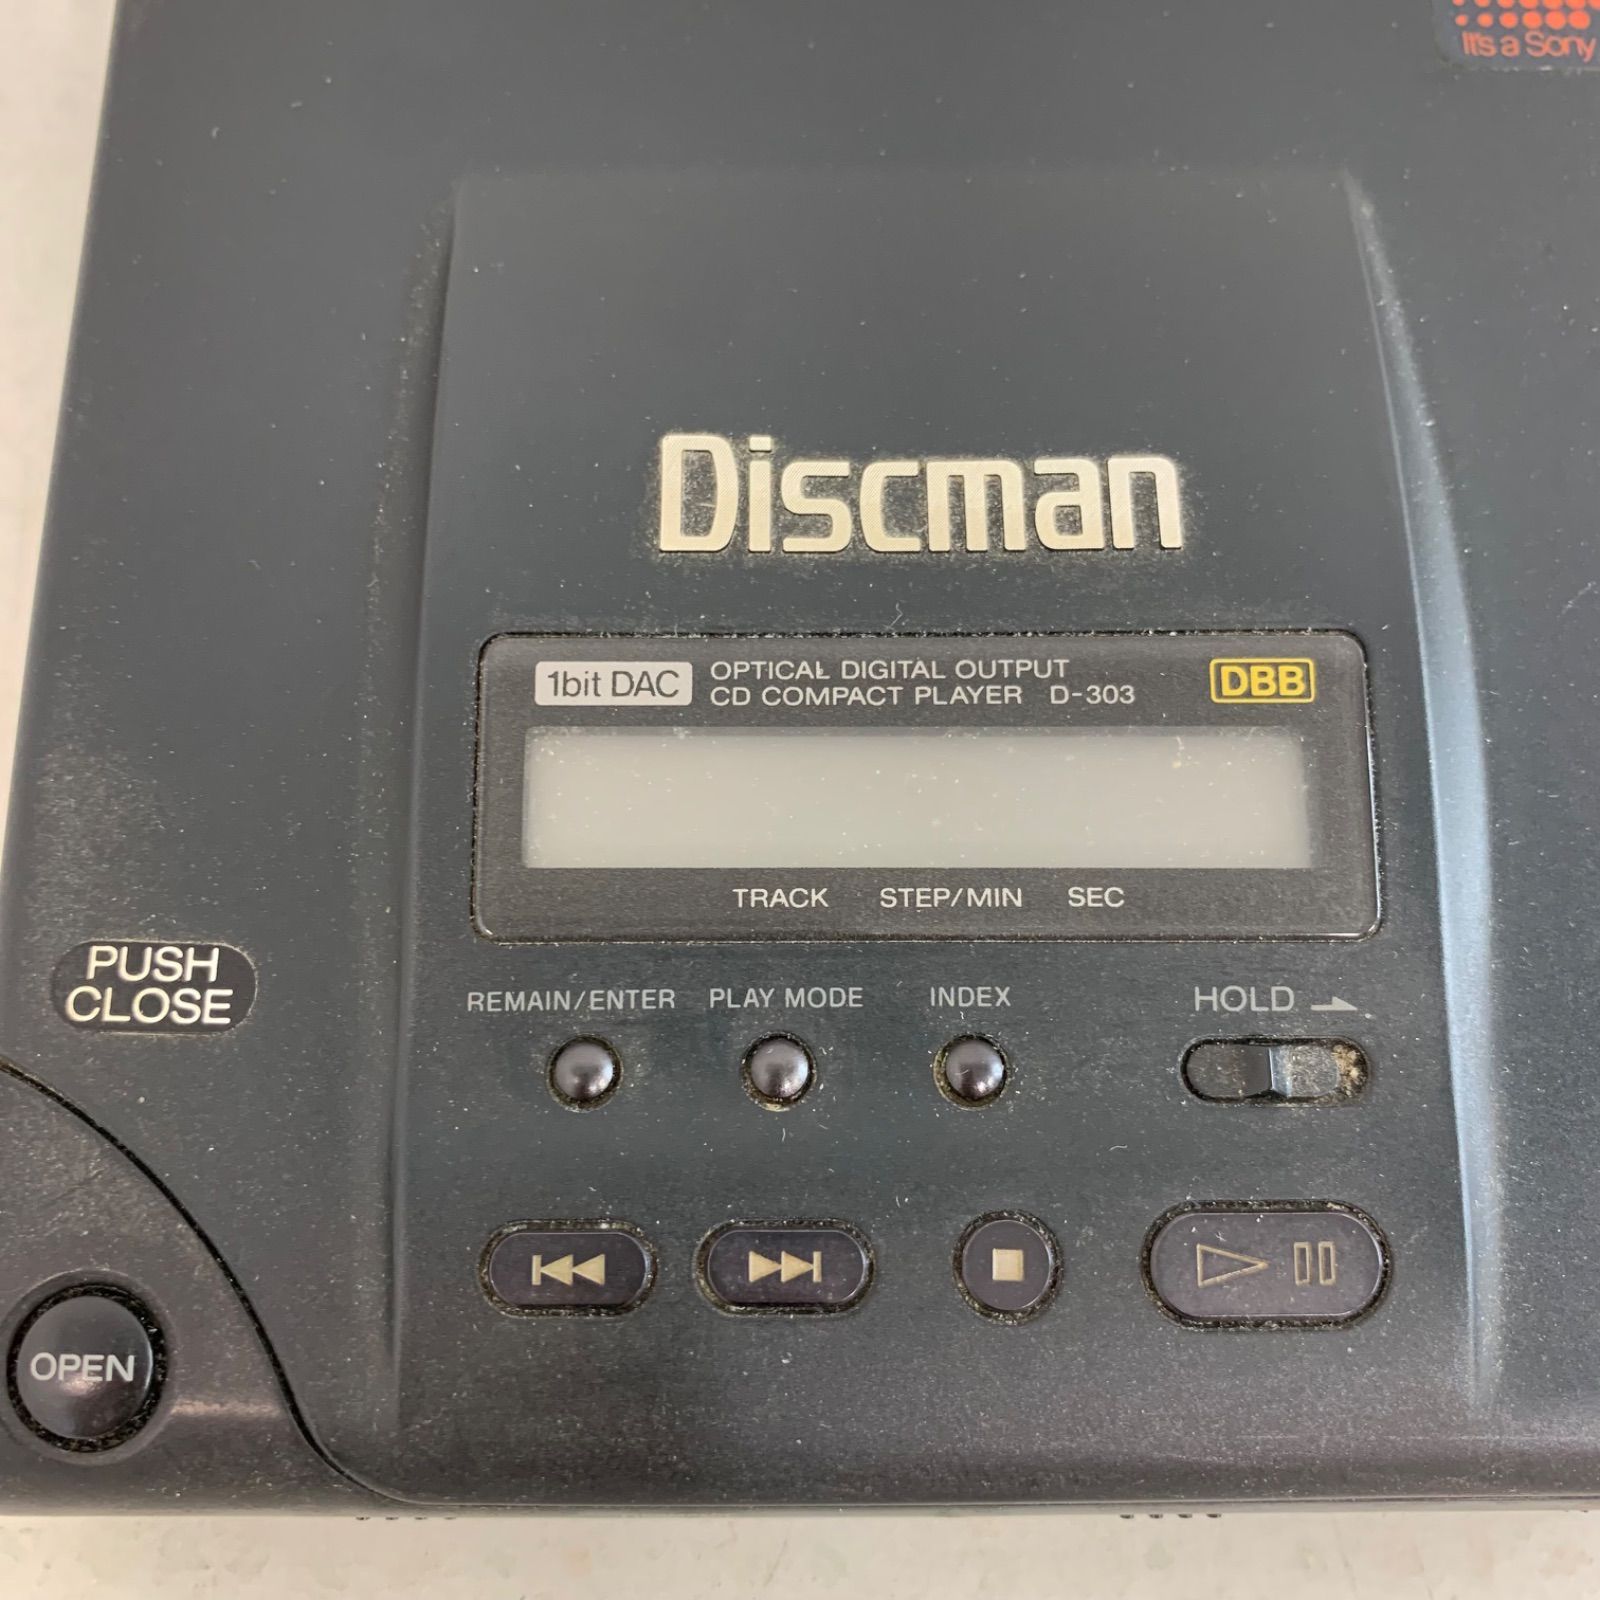 It's a Sony
Discman
1bit DAC
OPTICAL DIGITAL OUTPUT
CD COMPACT PLAYER D-303
DBB
TRACK STEP/MIN SEC
PUSH
CLOSE
REMAIN/ENTER PLAY MODE INDEX HOLD
OPEN